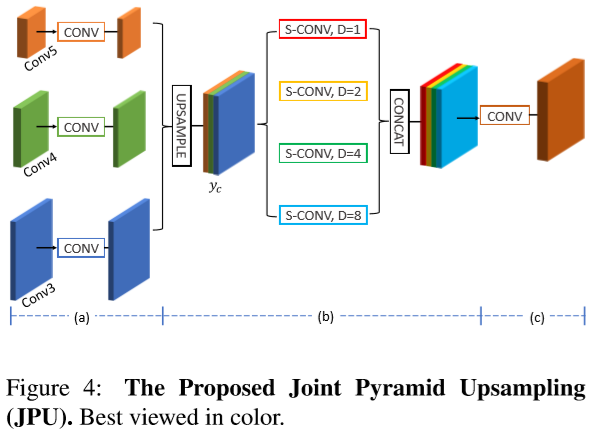 Conv5
CONV
Conv4
CONV
Conv3
CONV
UPSAMPLE
y_c
S-CONV, D=1
S-CONV, D=2
S-CONV, D=4
S-CONV, D=8
CONCAT
CONV
(a)
(b)
(c)
Figure 4: The Proposed Joint Pyramid Upsampling
(JPU). Best viewed in color.